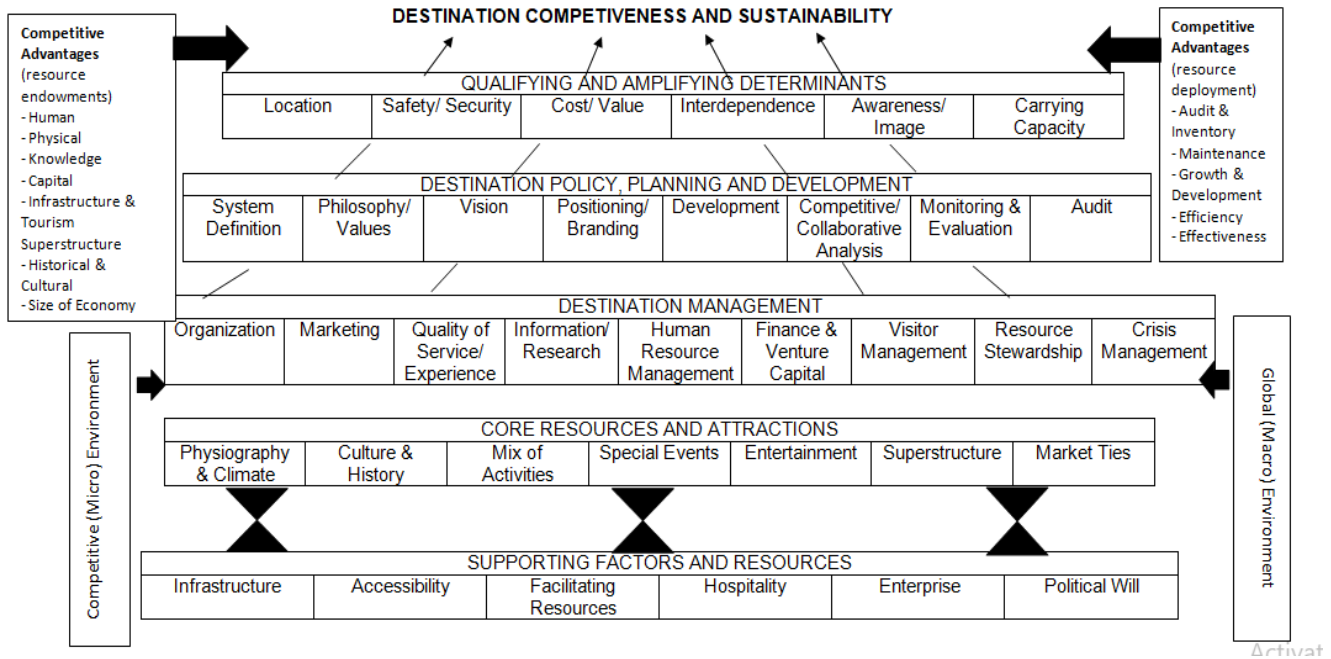 DESTINATION COMPETIVENESS AND SUSTAINABILITY
Competitive
Advantages
(resource
endowments)
- Human
- Physical
- Knowledge
- Capital
- Infrastructure &
Tourism
Superstructure
- Historical &
Cultural
- Size of Economy
Competitive
Advantages
(resource
deployment)
- Audit &
Inventory
- Maintenance
- Growth &
Development
- Efficiency
- Effectiveness
QUALIFYING AND AMPLIFYING DETERMINANTS
Location
Safety/ Security
Cost/ Value
Interdependence
Awareness/
Image
Carrying
Capacity
DESTINATION POLICY, PLANNING AND DEVELOPMENT
System
Definition
Philosophy/
Values
Vision
Positioning/
Branding
Development
Competitive/
Collaborative
Analysis
Monitoring &
Evaluation
Audit
DESTINATION MANAGEMENT
Organization
Marketing
Quality of
Service/
Experience
Information/
Research
Human
Resource
Management
Finance &
Venture
Capital
Visitor
Management
Resource
Stewardship
Crisis
Management
Competitive (Micro) Environment
Global (Macro) Environment
CORE RESOURCES AND ATTRACTIONS
Physiography
& Climate
Culture &
History
Mix of
Activities
Special Events
Entertainment
Superstructure
Market Ties
SUPPORTING FACTORS AND RESOURCES
Infrastructure
Accessibility
Facilitating
Resources
Hospitality
Enterprise
Political Will
Activat